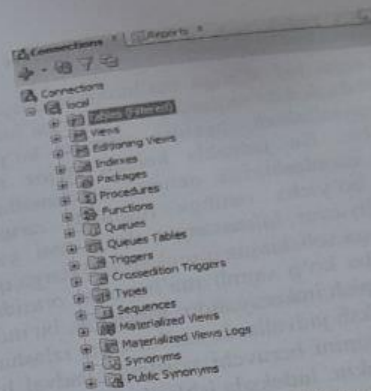 Connections × Reports ×
Connections
local
Tables (Filtered)
Views
Editioning Views
Indexes
Packages
Procedures
Functions
Queues
Queues Tables
Triggers
Crossedition Triggers
Types
Sequences
Materialized Views
Materialized Views Logs
Synonyms
Public Synonyms